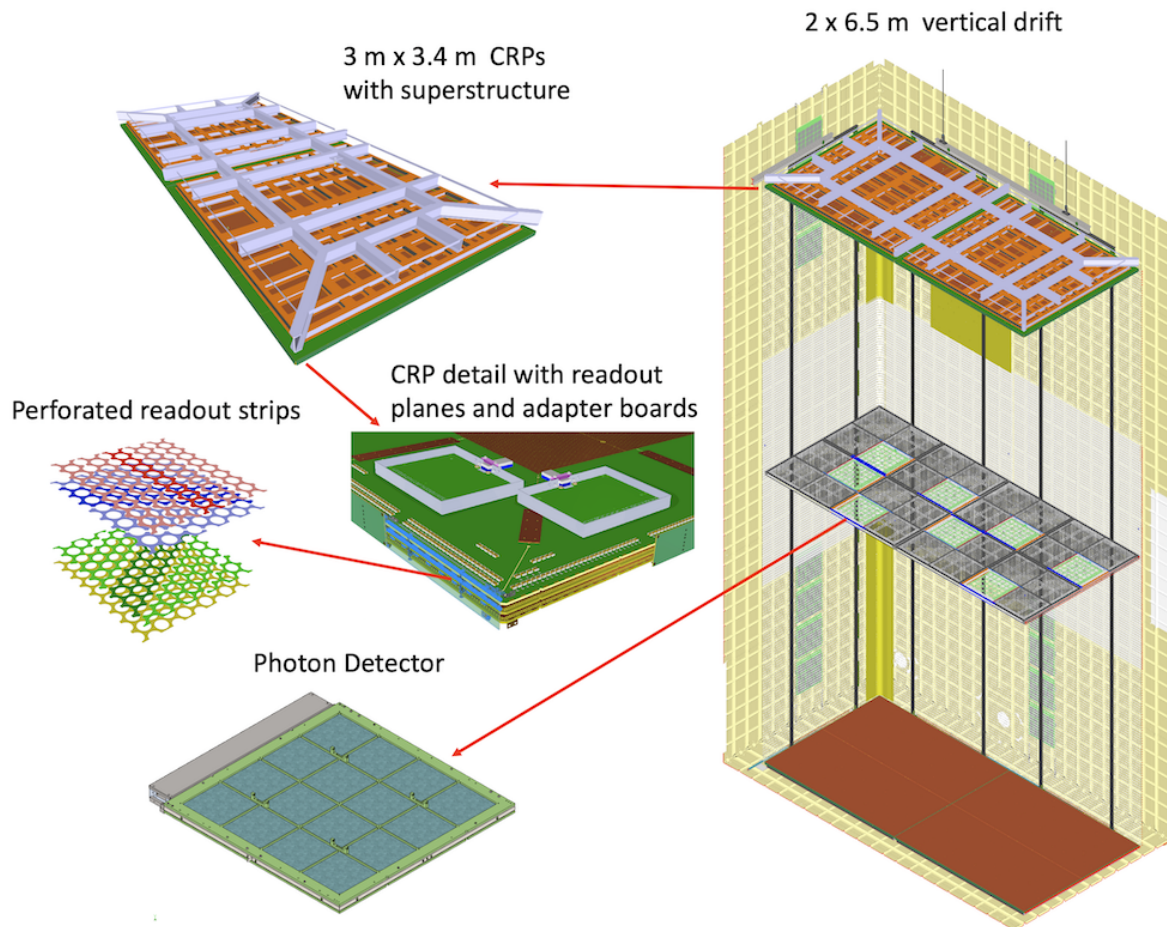 2 x 6.5 m vertical drift
3 m x 3.4 m CRPs
with superstructure
CRP detail with readout
planes and adapter boards
Perforated readout strips
Photon Detector